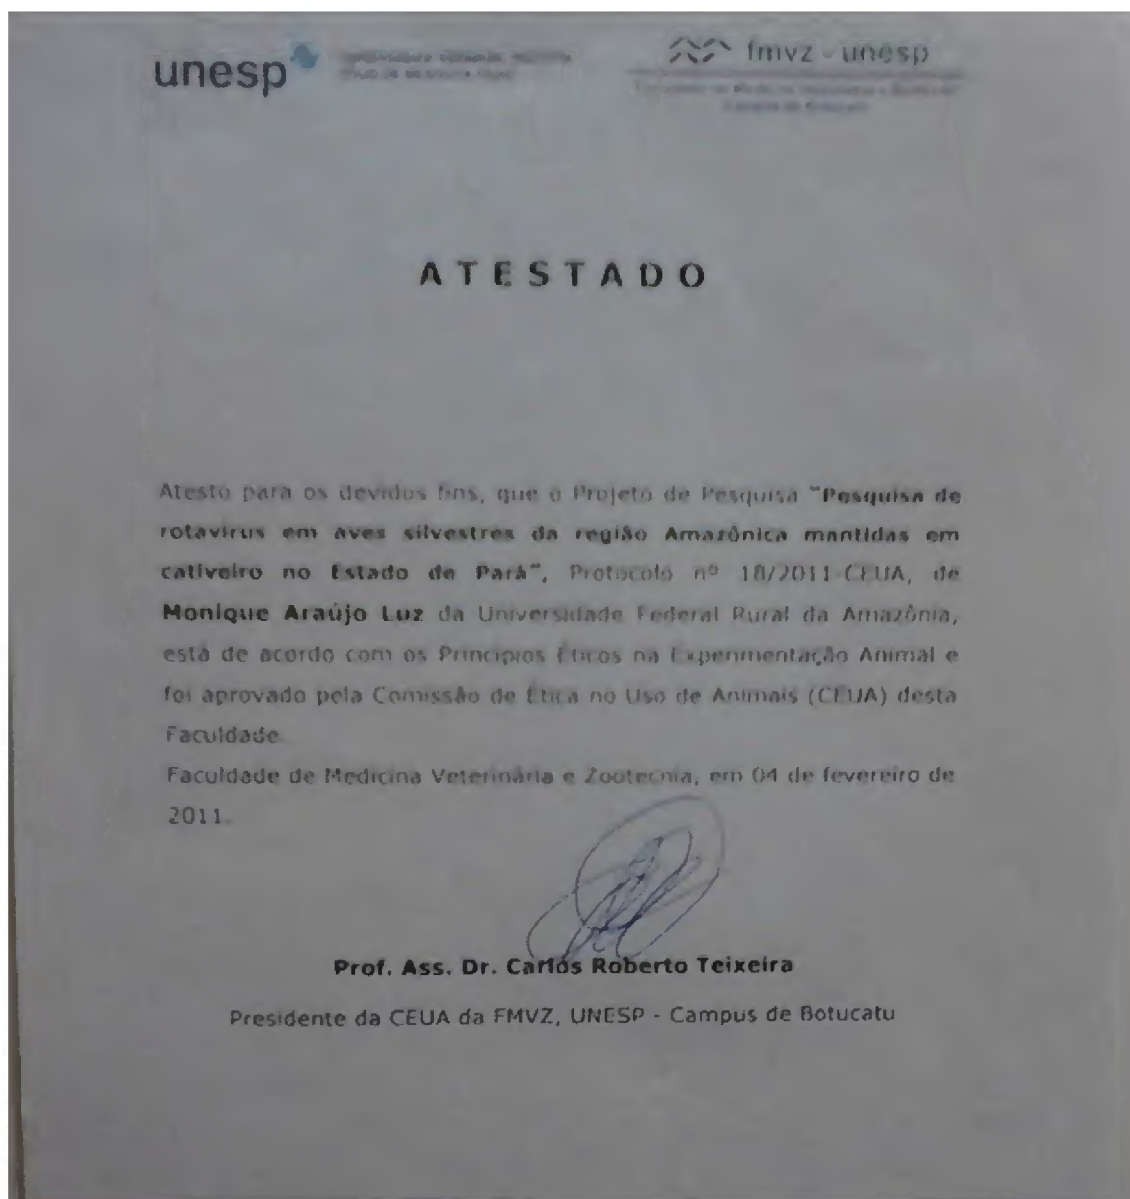 unesp
fmvz - unesp
ATESTADO
Atesto para os devidos fins, que o Projeto de Pesquisa "Pesquisa de
rotavirus em aves silvestres da região Amazônica mantidas em
cativeiro no Estado de Pará", Protocolo nº 18/2011-CEUA, de
Monique Araújo Luz da Universidade Federal Rural da Amazônia,
está de acordo com os Princípios Éticos na Experimentação Animal e
foi aprovado pela Comissão de Ética no Uso de Animais (CEUA) desta
Faculdade.
Faculdade de Medicina Veterinária e Zootecnia, em 04 de fevereiro de
2011.
Prof. Ass. Dr. Carlos Roberto Teixeira
Presidente da CEUA da FMVZ, UNESP - Campus de Botucatu